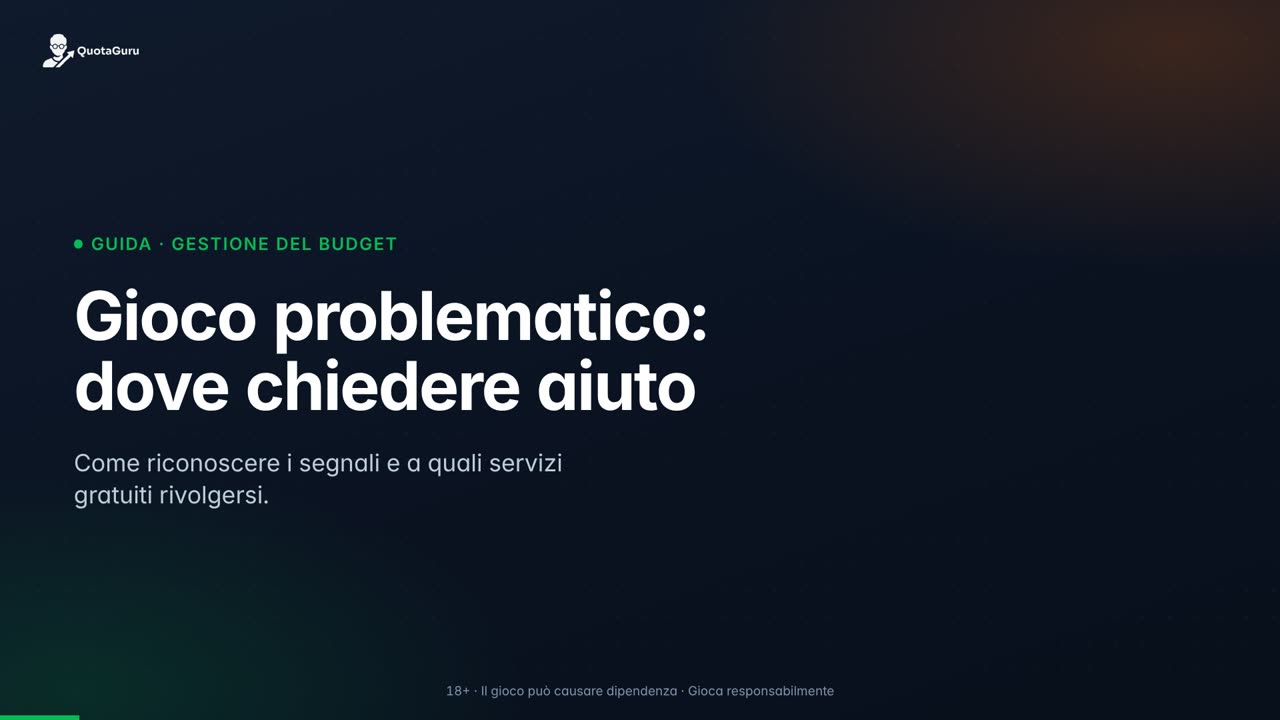 QuotaGuru
GUIDA · GESTIONE DEL BUDGET
Gioco problematico:
dove chiedere aiuto
Come riconoscere i segnali e a quali servizi
gratuiti rivolgersi.
18+ · Il gioco può causare dipendenza · Gioca responsabilmente